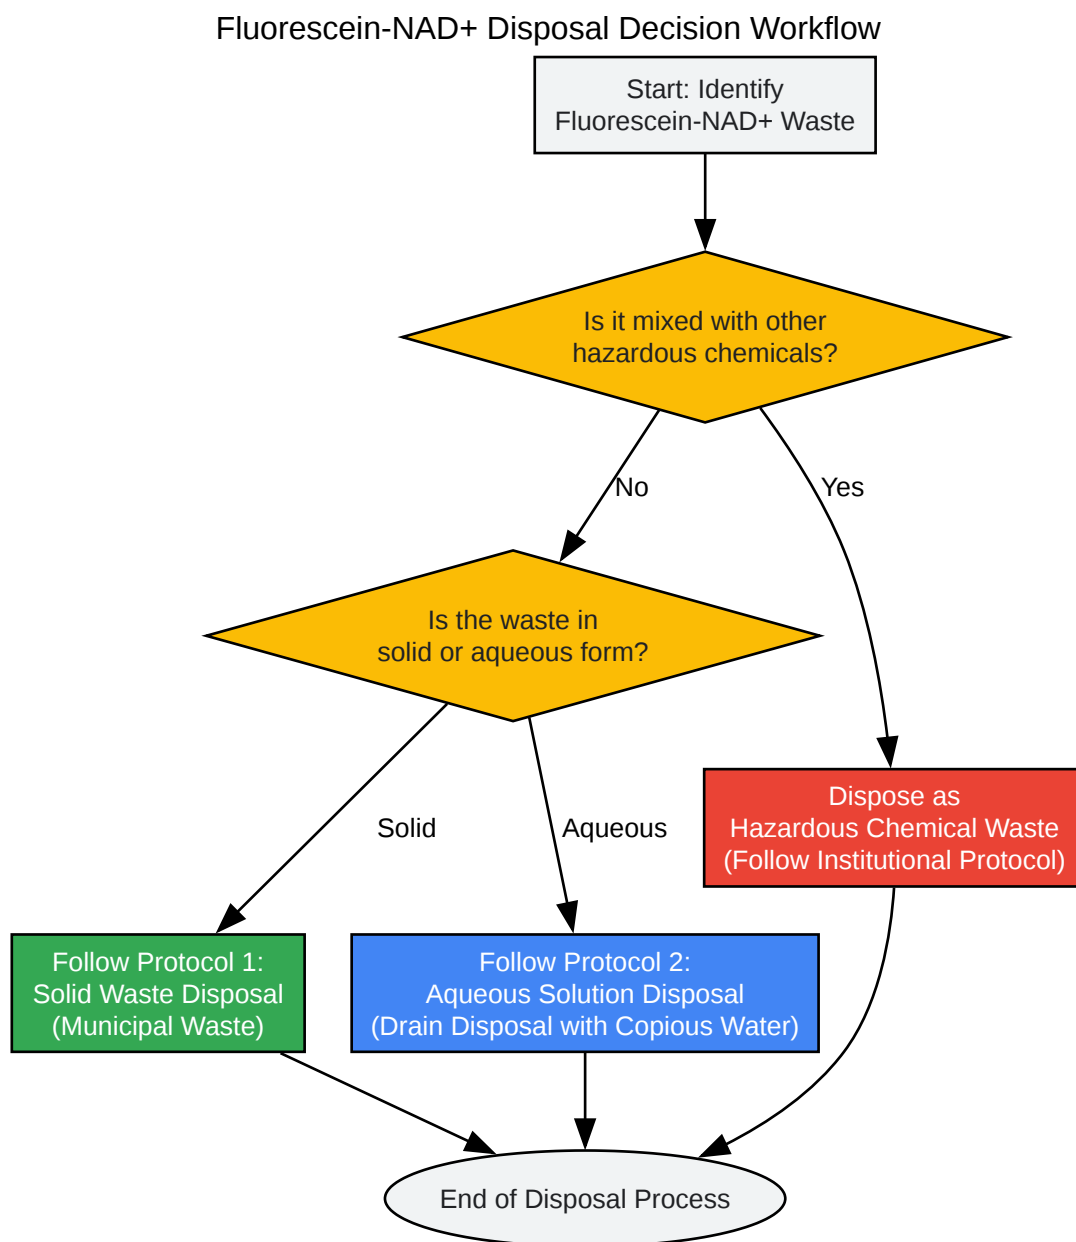 Fluorescein-NAD+ Disposal Decision Workflow
Start: Identify
Fluorescein-NAD+ Waste
Is it mixed with other
hazardous chemicals?
No
Yes
Is the waste in
solid or aqueous form?
Solid
Aqueous
Dispose as
Hazardous Chemical Waste
(Follow Institutional Protocol)
Follow Protocol 1:
Solid Waste Disposal
(Municipal Waste)
Follow Protocol 2:
Aqueous Solution Disposal
(Drain Disposal with Copious Water)
End of Disposal Process